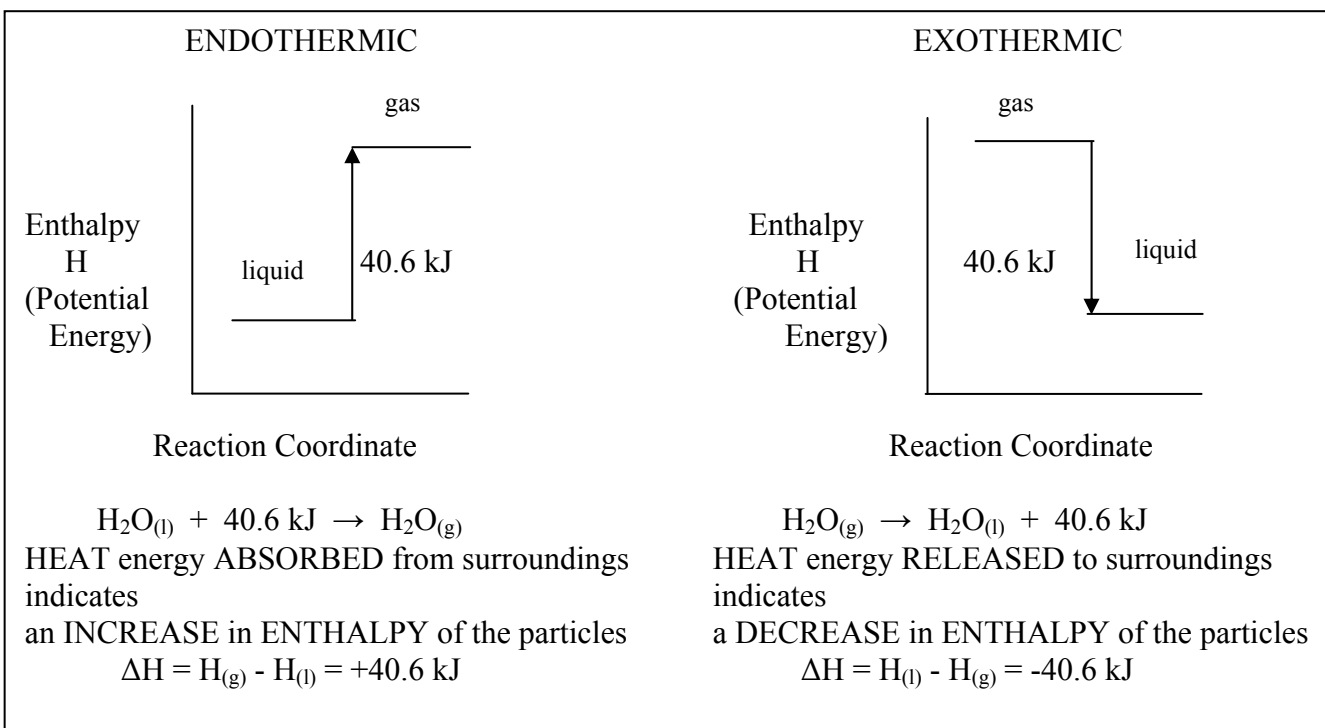 ENDOTHERMIC
gas
Enthalpy
H
(Potential
Energy)
liquid
40.6 kJ
Reaction Coordinate
H₂O₍ₗ₎ + 40.6 kJ → H₂O₍g₎
HEAT energy ABSORBED from surroundings
indicates
an INCREASE in ENTHALPY of the particles
ΔH = H₍g₎ - H₍ₗ₎ = +40.6 kJ
EXOTHERMIC
gas
Enthalpy
H
(Potential
Energy)
40.6 kJ
liquid
Reaction Coordinate
H₂O₍g₎ → H₂O₍ₗ₎ + 40.6 kJ
HEAT energy RELEASED to surroundings
indicates
a DECREASE in ENTHALPY of the particles
ΔH = H₍ₗ₎ - H₍g₎ = -40.6 kJ